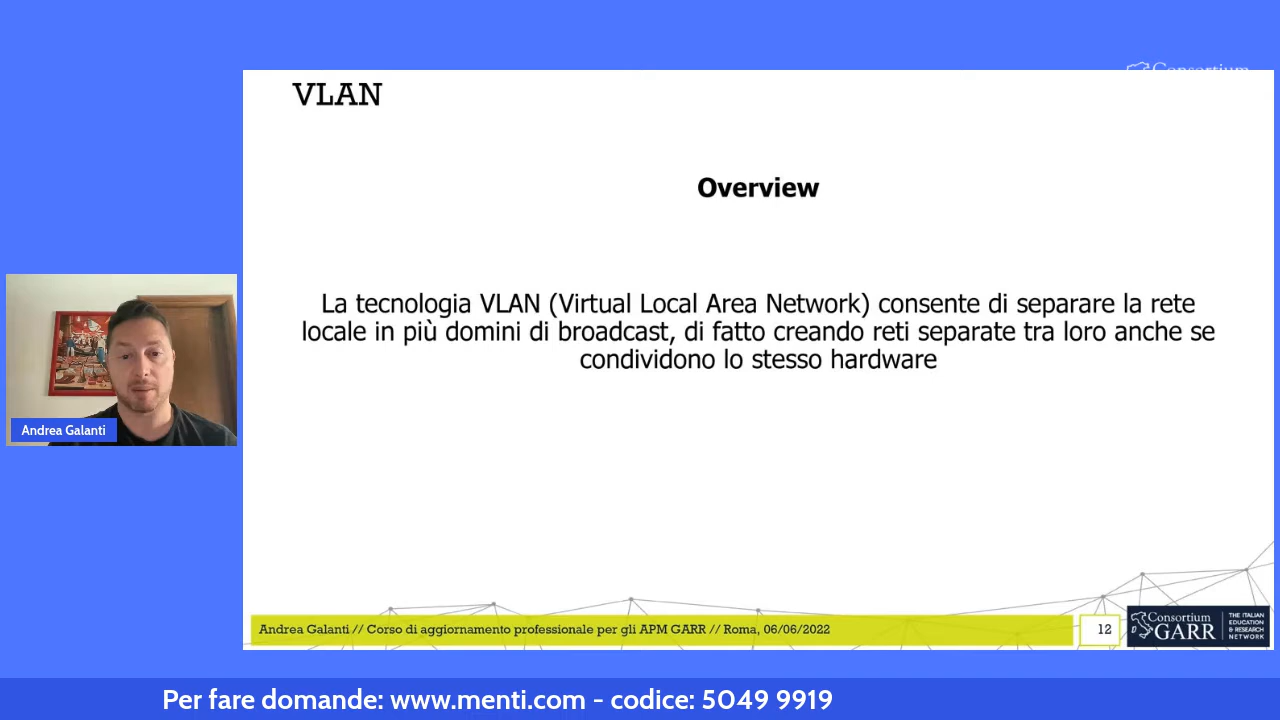 Consortium
VLAN
Overview
La tecnologia VLAN (Virtual Local Area Network) consente di separare la rete
locale in più domini di broadcast, di fatto creando reti separate tra loro anche se
condividono lo stesso hardware
Andrea Galanti
Andrea Galanti // Corso di aggiornamento professionale per gli APM GARR // Roma, 06/06/2022
12
Consortium
GARR
THE ITALIAN
EDUCATION
& RESEARCH
NETWORK
Per fare domande: www.menti.com - codice: 5049 9919